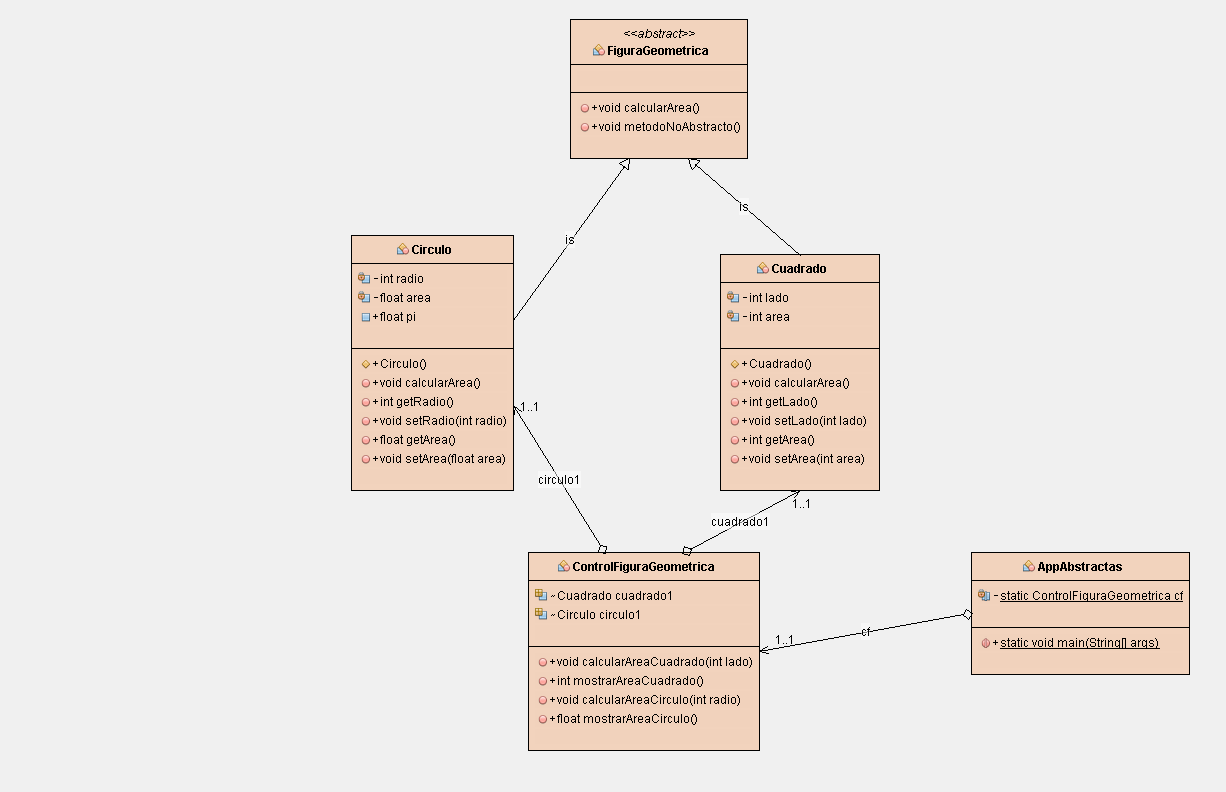 <<abstract>>
FiguraGeometrica
+void calcularArea()
+void metodoNoAbstracto()
is
is
Circulo
-int radio
-float area
+float pi
+Circulo()
+void calcularArea()
+int getRadio()
+void setRadio(int radio)
+float getArea()
+void setArea(float area)
Cuadrado
-int lado
-int area
+Cuadrado()
+void calcularArea()
+int getLado()
+void setLado(int lado)
+int getArea()
+void setArea(int area)
1..1
circulo1
1..1
cuadrado1
ControlFiguraGeometrica
~Cuadrado cuadrado1
~Circulo circulo1
+void calcularAreaCuadrado(int lado)
+int mostrarAreaCuadrado()
+void calcularAreaCirculo(int radio)
+float mostrarAreaCirculo()
1..1
cf
AppAbstractas
-static ControlFiguraGeometrica cf
+static void main(String[] args)